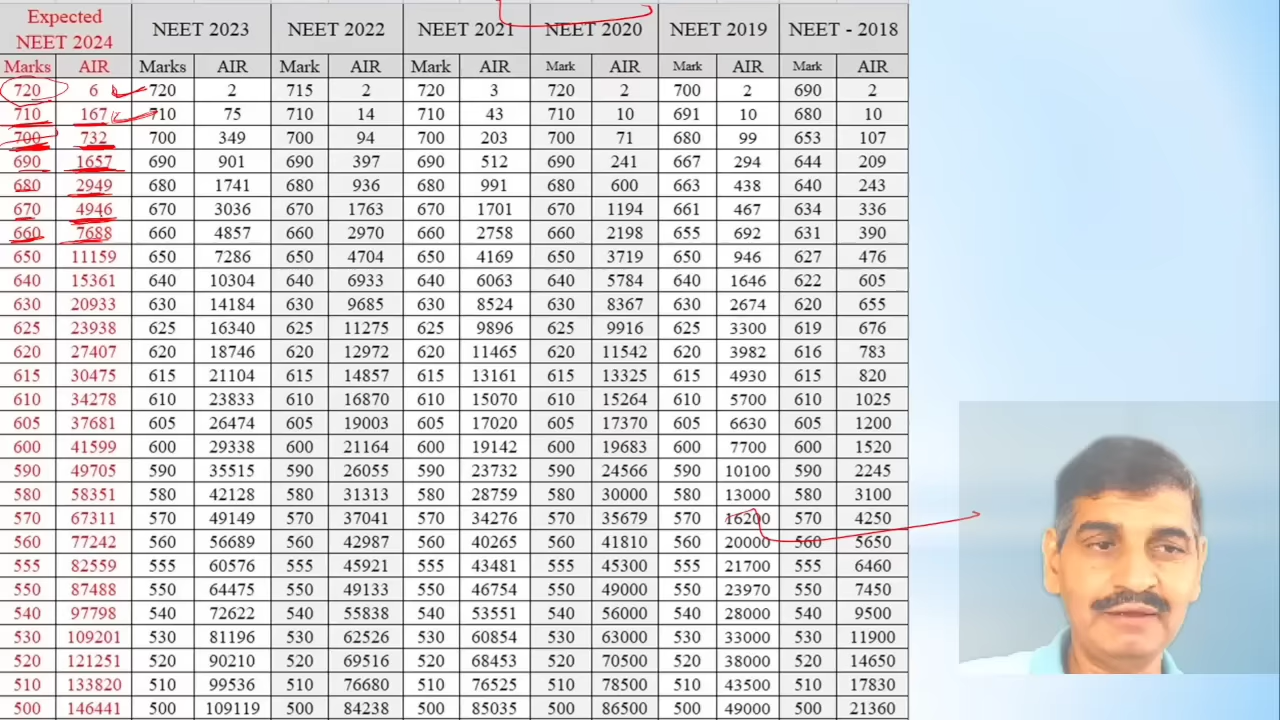 Expected NEET 2024 NEET 2023 NEET 2022 NEET 2021 NEET 2020 NEET 2019 NEET - 2018
Marks AIR Marks AIR Mark AIR Mark AIR Mark AIR Mark AIR Mark AIR
720 6 720 2 715 2 720 3 720 2 700 2 690 2
710 167 710 75 710 14 710 43 710 10 691 10 680 10
700 732 700 349 700 94 700 203 700 71 680 99 653 107
690 1657 690 901 690 397 690 512 690 241 667 294 644 209
680 2949 680 1741 680 936 680 991 680 600 663 438 640 243
670 4946 670 3036 670 1763 670 1701 670 1194 661 467 634 336
660 7688 660 4857 660 2970 660 2758 660 2198 655 692 631 390
650 11159 650 7286 650 4704 650 4169 650 3719 650 946 627 476
640 15361 640 10304 640 6933 640 6063 640 5784 640 1646 622 605
630 20933 630 14184 630 9685 630 8524 630 8367 630 2674 620 655
625 23938 625 16340 625 11275 625 9896 625 9916 625 3300 619 676
620 27407 620 18746 620 12972 620 11465 620 11542 620 3982 616 783
615 30475 615 21104 615 14857 615 13161 615 13325 615 4930 615 820
610 34278 610 23833 610 16870 610 15070 610 15264 610 5700 610 1025
605 37681 605 26474 605 19003 605 17020 605 17370 605 6630 605 1200
600 41599 600 29338 600 21164 600 19142 600 19683 600 7700 600 1520
590 49705 590 35515 590 26055 590 23732 590 24566 590 10100 590 2245
580 58351 580 42128 580 31313 580 28759 580 30000 580 13000 580 3100
570 67311 570 49149 570 37041 570 34276 570 35679 570 16200 570 4250
560 77242 560 56689 560 42987 560 40265 560 41810 560 20000 560 5650
555 82559 555 60576 555 45921 555 43481 555 45300 555 21700 555 6460
550 87488 550 64475 550 49133 550 46754 550 49000 550 23970 550 7450
540 97798 540 72622 540 55838 540 53551 540 56000 540 28000 540 9500
530 109201 530 81196 530 62526 530 60854 530 63000 530 33000 530 11900
520 121251 520 90210 520 69516 520 68453 520 70500 520 38000 520 14650
510 133820 510 99536 510 76680 510 76525 510 78500 510 43500 510 17830
500 146441 500 109119 500 84238 500 85035 500 86500 500 49000 500 21360